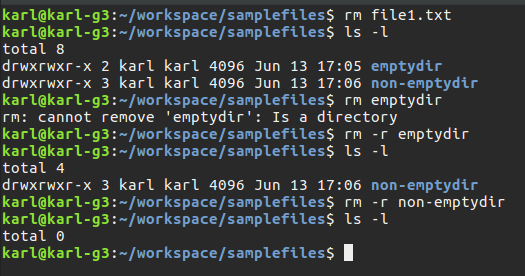 karl@karl-g3:~/workspace/samplefiles$ rm file1.txt
karl@karl-g3:~/workspace/samplefiles$ ls -l
total 8
drwxrwxr-x 2 karl karl 4096 Jun 13 17:05 emptydir
drwxrwxr-x 3 karl karl 4096 Jun 13 17:06 non-emptydir
karl@karl-g3:~/workspace/samplefiles$ rm emptydir
rm: cannot remove 'emptydir': Is a directory
karl@karl-g3:~/workspace/samplefiles$ rm -r emptydir
karl@karl-g3:~/workspace/samplefiles$ ls -l
total 4
drwxrwxr-x 3 karl karl 4096 Jun 13 17:06 non-emptydir
karl@karl-g3:~/workspace/samplefiles$ rm -r non-emptydir
karl@karl-g3:~/workspace/samplefiles$ ls -l
total 0
karl@karl-g3:~/workspace/samplefiles$